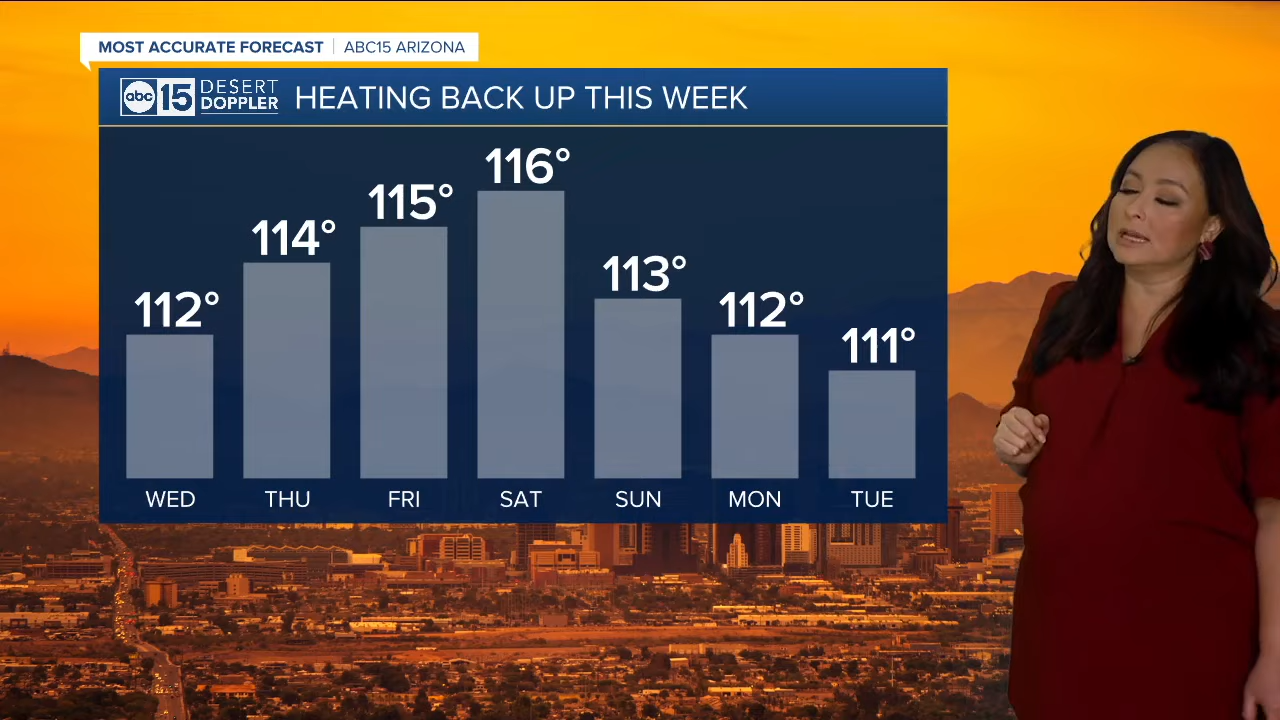 MOST ACCURATE FORECAST | ABC15 ARIZONA
abc 15 DESERT DOPPLER
HEATING BACK UP THIS WEEK
112° 114° 115° 116° 113° 112° 111°
WED THU FRI SAT SUN MON TUE